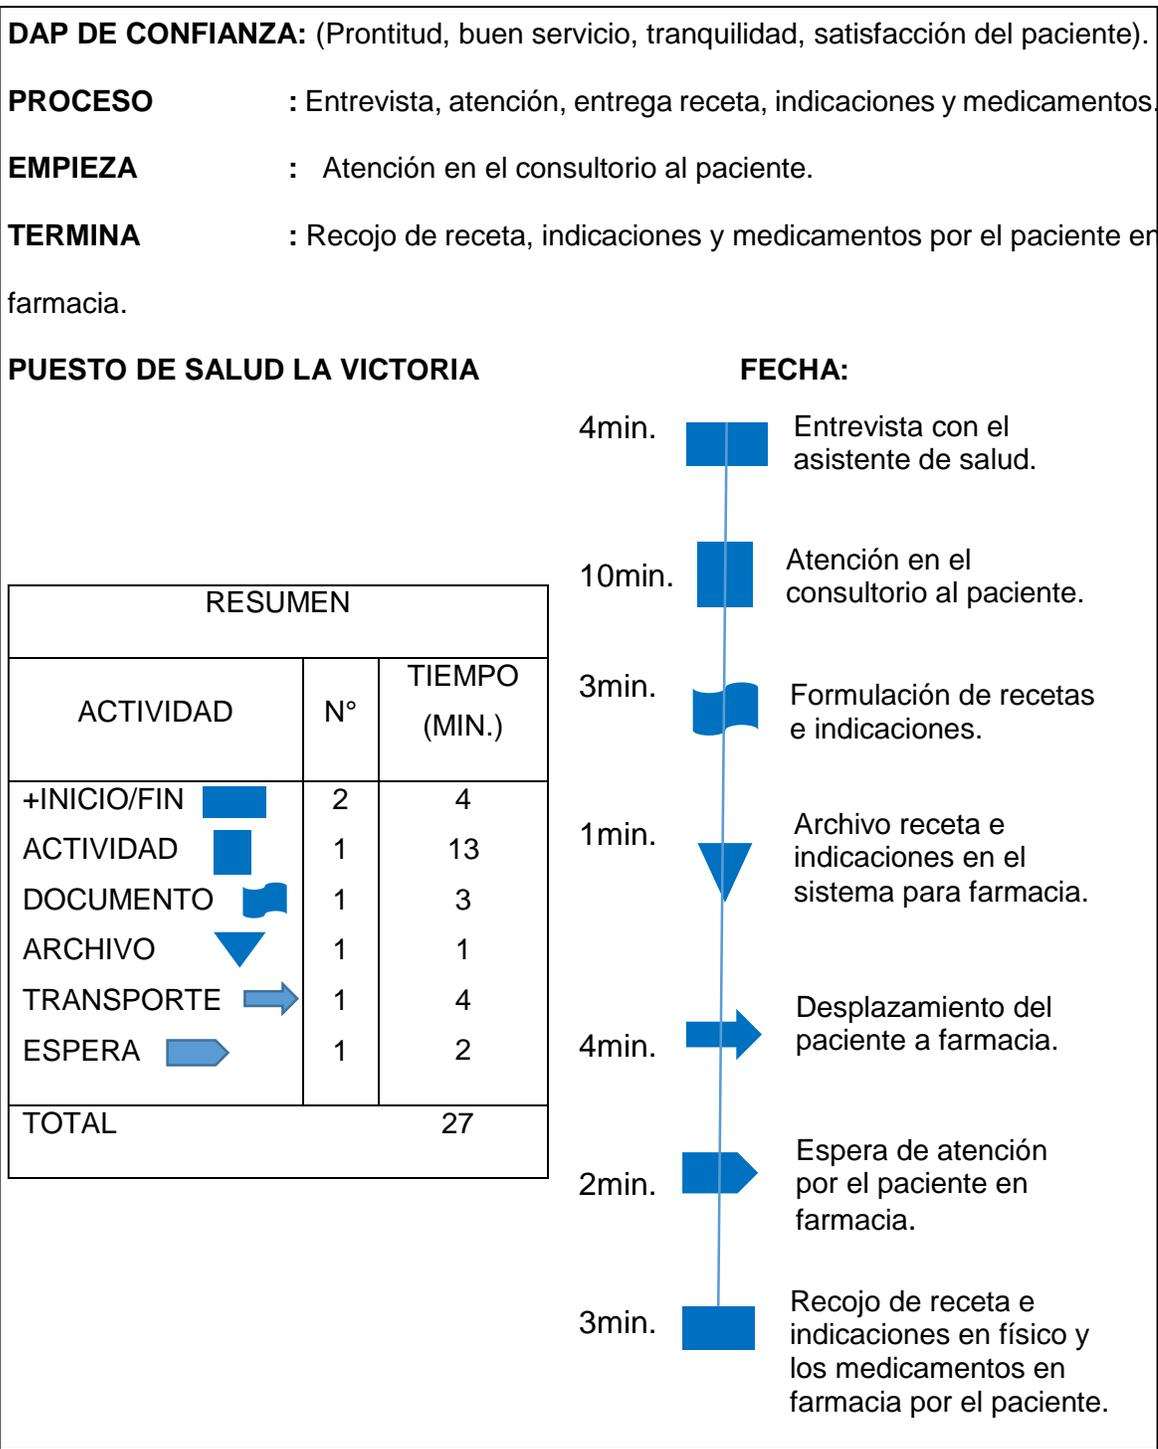 DAP DE CONFIANZA: (Prontitud, buen servicio, tranquilidad, satisfacción del paciente).
PROCESO : Entrevista, atención, entrega receta, indicaciones y medicamentos.
EMPIEZA : Atención en el consultorio al paciente.
TERMINA : Recojo de receta, indicaciones y medicamentos por el paciente en
farmacia.
PUESTO DE SALUD LA VICTORIA FECHA:
RESUMEN
ACTIVIDAD N° TIEMPO
(MIN.)
+INICIO/FIN 2 4
ACTIVIDAD 1 13
DOCUMENTO 1 3
ARCHIVO 1 1
TRANSPORTE 1 4
ESPERA 1 2
TOTAL 27
4min. Entrevista con el
asistente de salud.
10min. Atención en el
consultorio al paciente.
3min. Formulación de recetas
e indicaciones.
1min. Archivo receta e
indicaciones en el
sistema para farmacia.
4min. Desplazamiento del
paciente a farmacia.
2min. Espera de atención
por el paciente en
farmacia.
3min. Recojo de receta e
indicaciones en físico y
los medicamentos en
farmacia por el paciente.